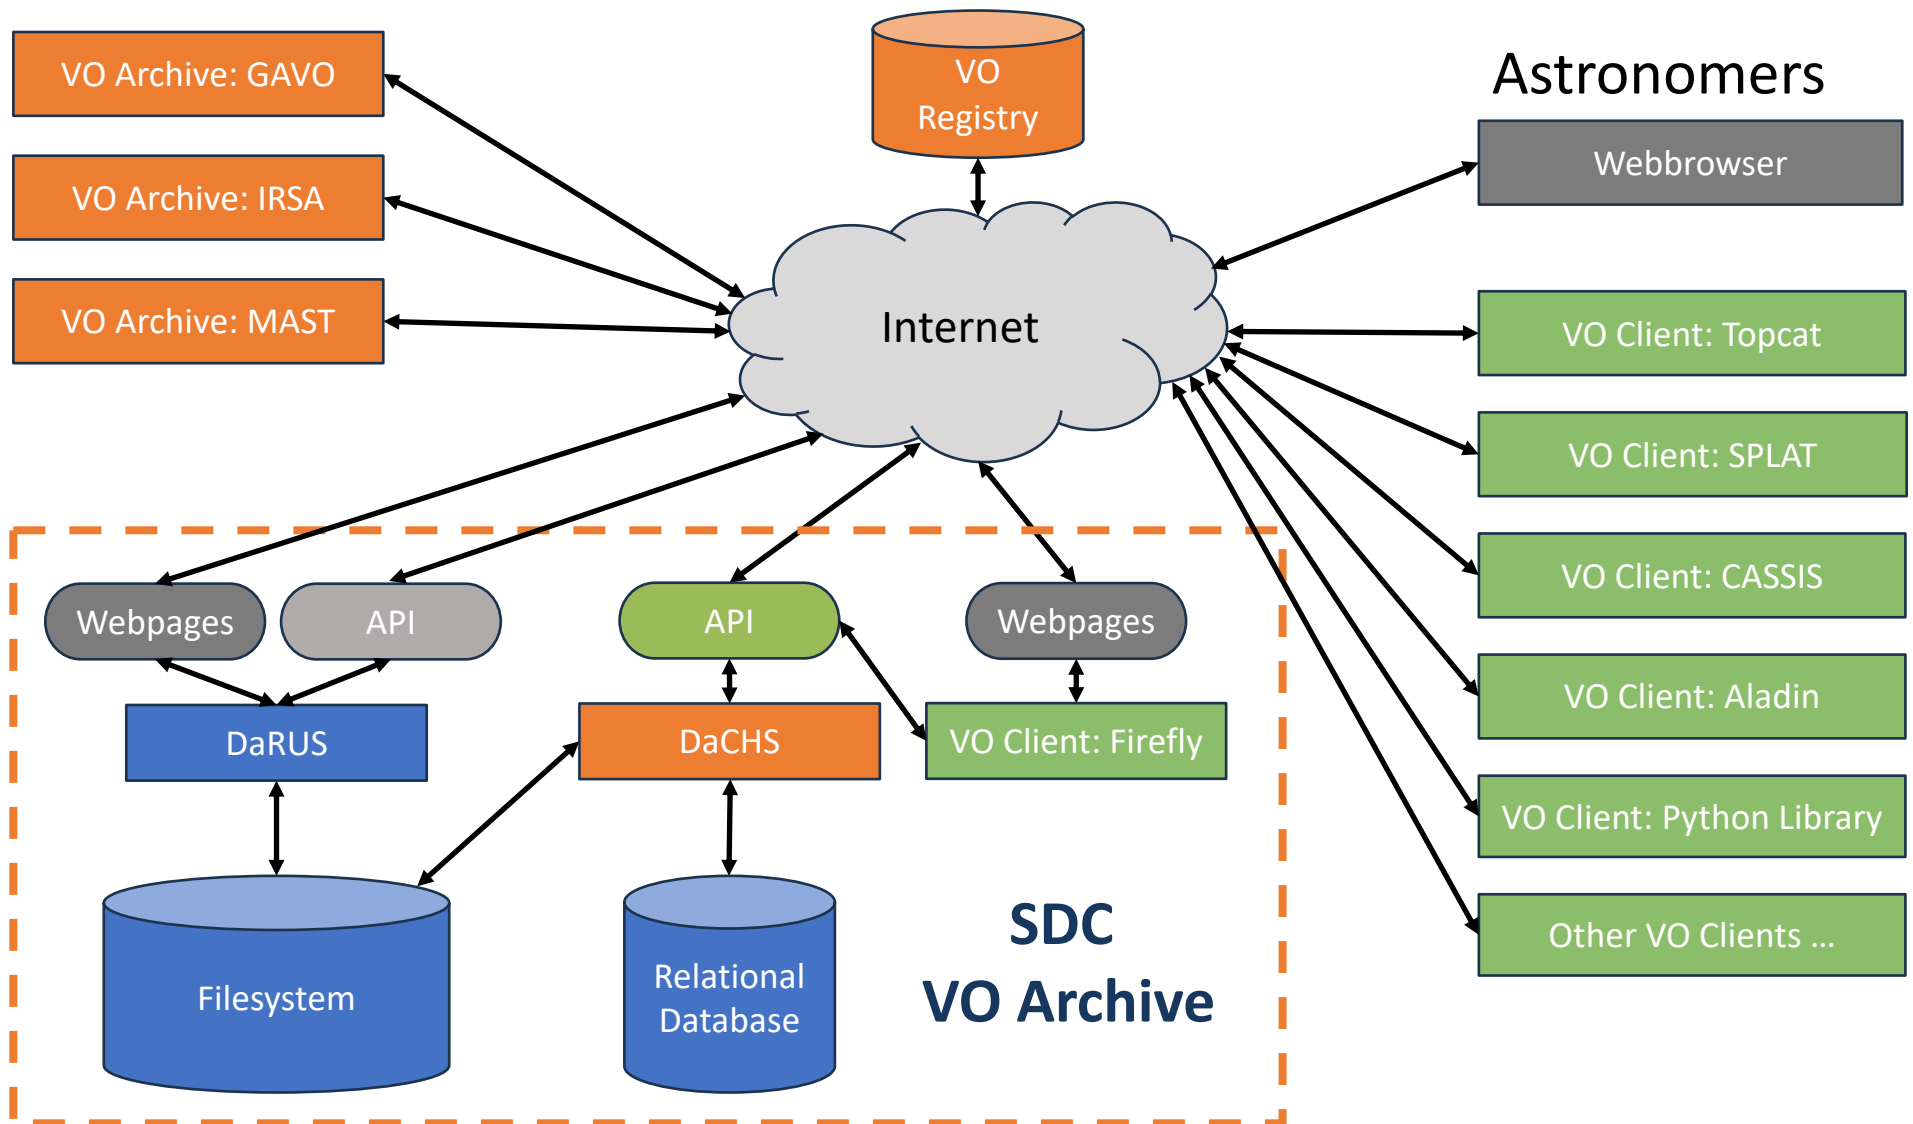 VO Archive: GAVO
VO Archive: IRSA
VO Archive: MAST
VO
Registry
Internet
Astronomers
Webbrowser
VO Client: Topcat
VO Client: SPLAT
VO Client: CASSIS
VO Client: Aladin
VO Client: Python Library
Other VO Clients ...
Webpages
API
API
Webpages
DaRUS
DaCHS
VO Client: Firefly
Filesystem
Relational
Database
SDC
VO Archive